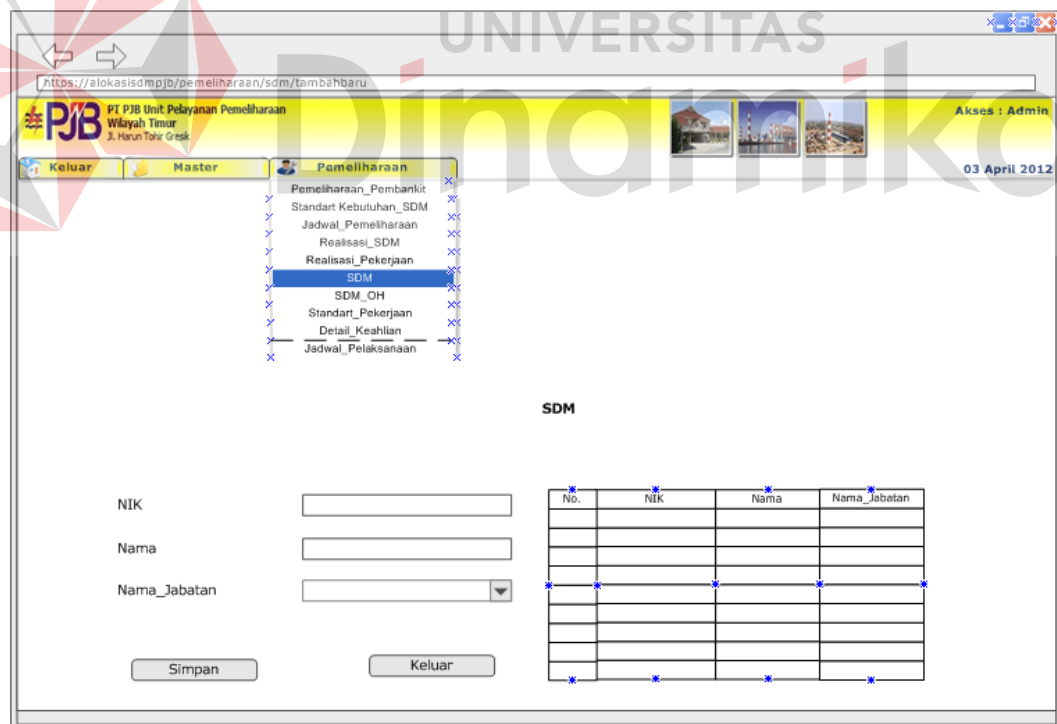 UNIVERSITAS
Dinamika
https://alokasisdmpjb/pemeliharaan/sdm/tambahbaru
PJB
PT PJB Unit Pelayanan Pemeliharaan
Wilayah Timur
Jl. Harun Tohir Gresik
Akses : Admin
Keluar
Master
Pemeliharaan
03 April 2012
Pemeliharaan_Pembankit
Standart Kebutuhan_SDM
Jadwal_Pemeliharaan
Realisasi_SDM
Realisasi_Pekerjaan
SDM
SDM_OH
Standart_Pekerjaan
Detail_Keahlian
Jadwal_Pelaksanaan
SDM
NIK
Nama
Nama_Jabatan
Simpan
Keluar
No. NIK Nama Nama_Jabatan